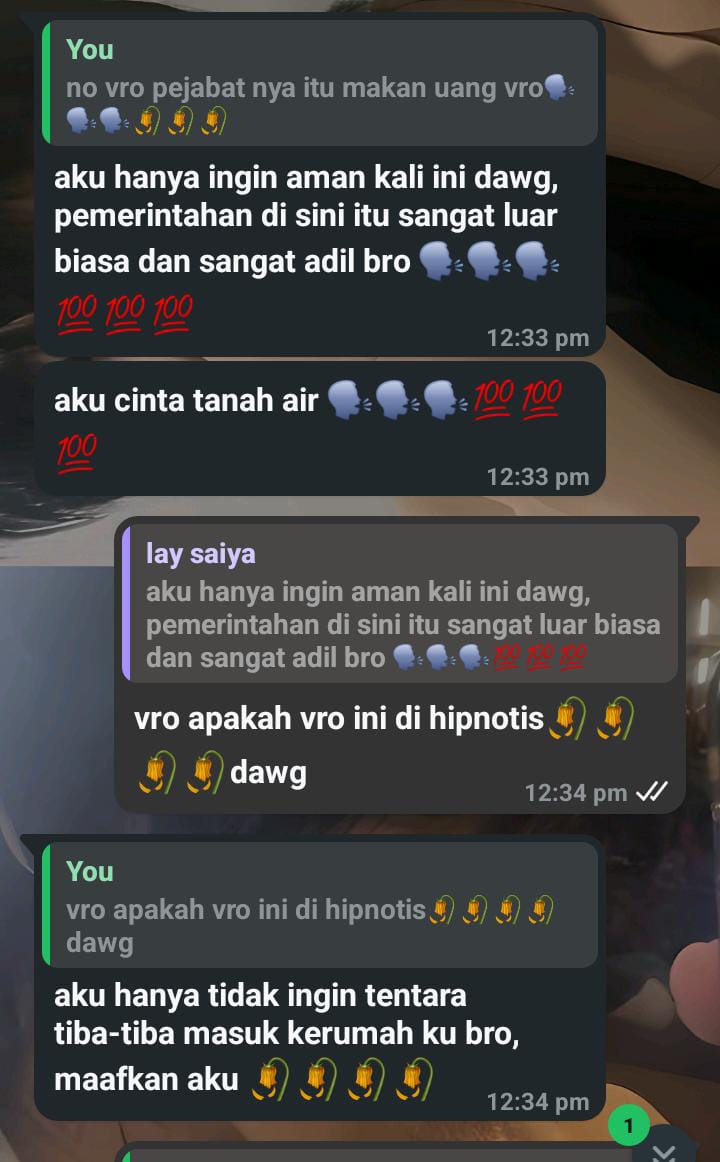 You
no vro pejabat nya itu makan uang vro🗣️
🗣️🗣️🥀🥀🥀
aku hanya ingin aman kali ini dawg,
pemerintahan di sini itu sangat luar
biasa dan sangat adil bro 🗣️🗣️🗣️
💯💯💯
12:33 pm
aku cinta tanah air 🗣️🗣️🗣️💯💯
💯
12:33 pm
lay saiya
aku hanya ingin aman kali ini dawg,
pemerintahan di sini itu sangat luar biasa
dan sangat adil bro 🗣️🗣️🗣️💯💯💯
vro apakah vro ini di hipnotis🥀🥀
🥀🥀dawg
12:34 pm
You
vro apakah vro ini di hipnotis🥀🥀🥀🥀
dawg
aku hanya tidak ingin tentara
tiba-tiba masuk kerumah ku bro,
maafkan aku 🥀🥀🥀🥀
12:34 pm
1